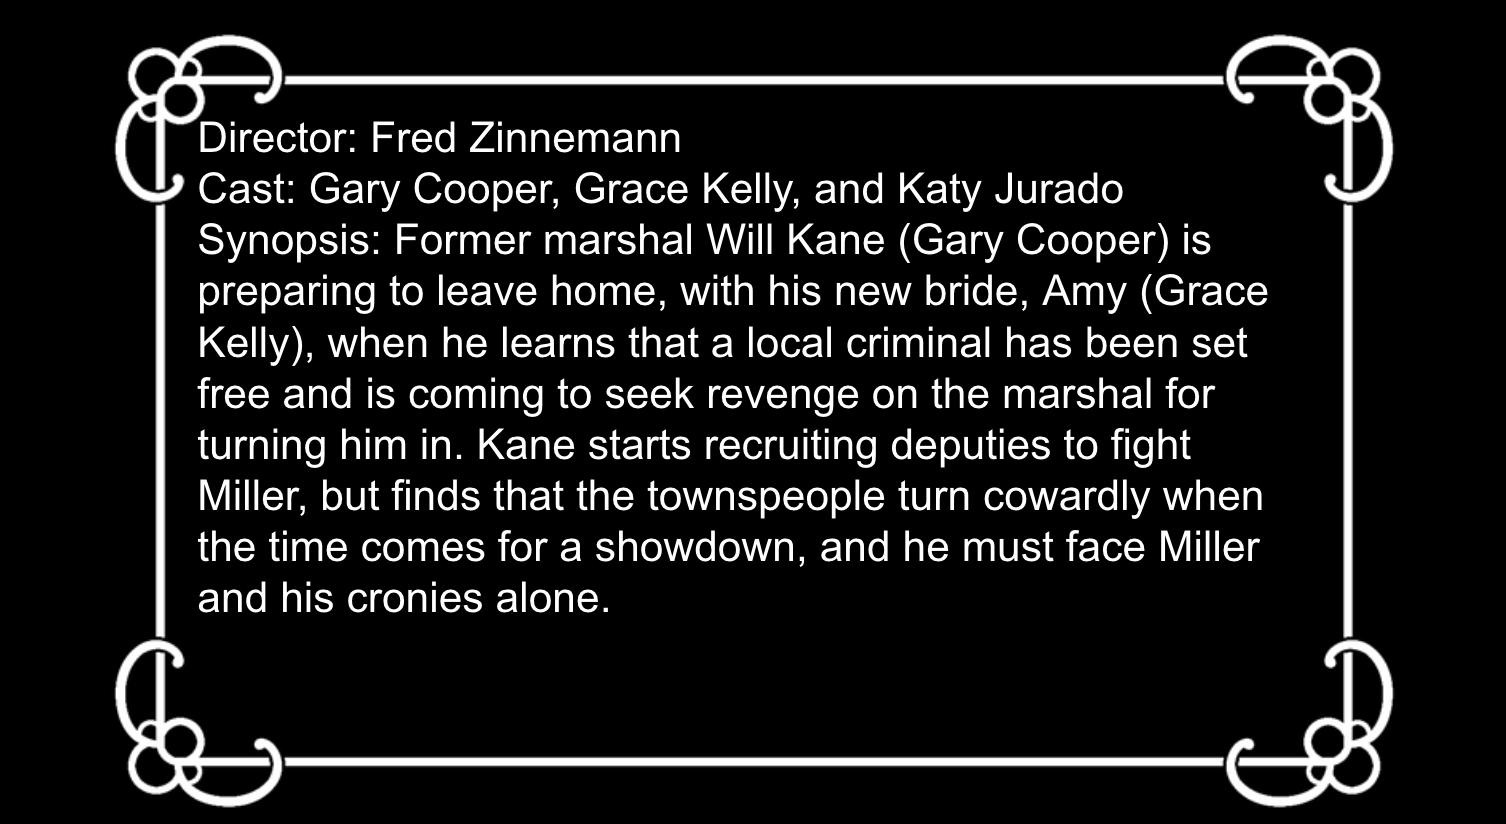 Director: Fred Zinnemann
Cast: Gary Cooper, Grace Kelly, and Katy Jurado
Synopsis: Former marshal Will Kane (Gary Cooper) is
preparing to leave home, with his new bride, Amy (Grace
Kelly), when he learns that a local criminal has been set
free and is coming to seek revenge on the marshal for
turning him in. Kane starts recruiting deputies to fight
Miller, but finds that the townspeople turn cowardly when
the time comes for a showdown, and he must face Miller
and his cronies alone.